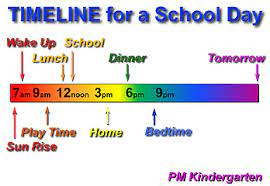 TIMELINE for a School Day
Wake Up School
Lunch Dinner Tomorrow
7am 9am 12noon 3pm 6pm 9pm
Play Time Home Bedtime
Sun Rise
PM Kindergarten